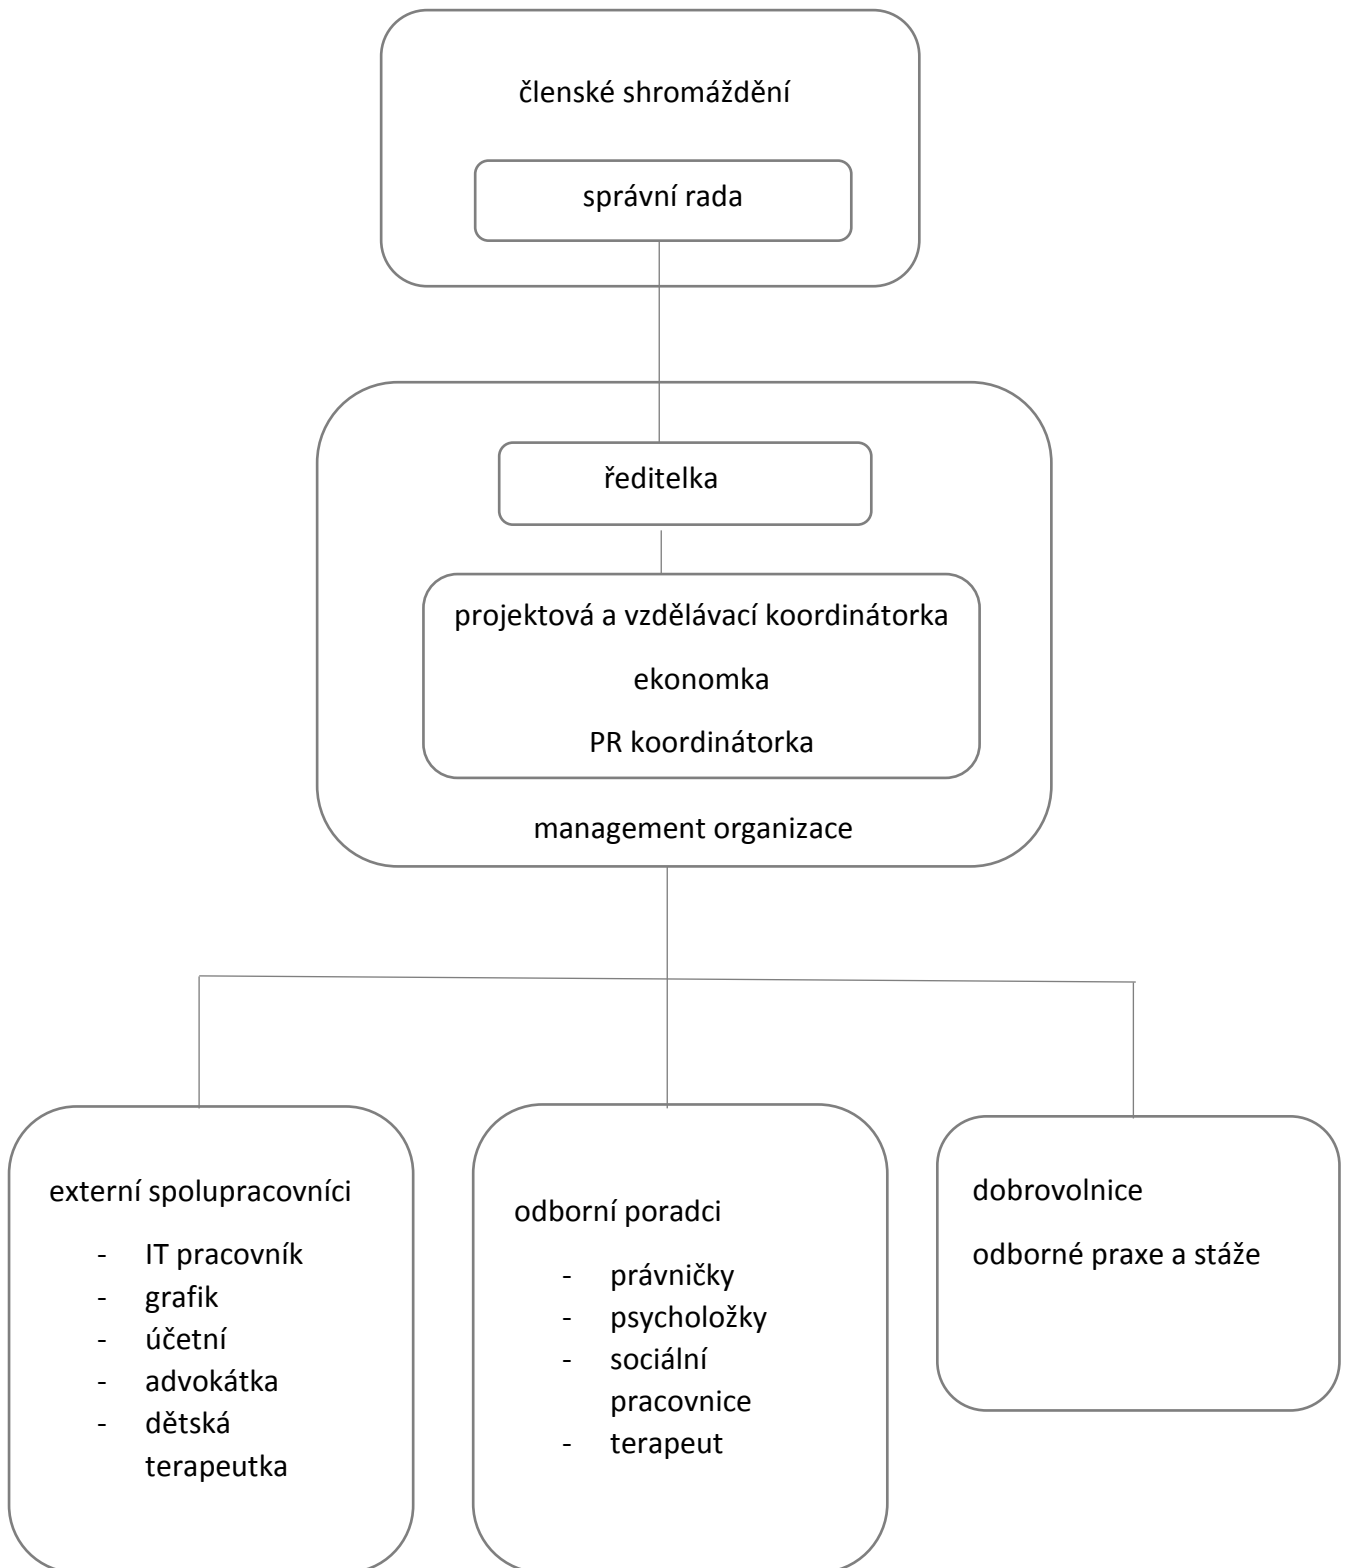 členské shromáždění
správní rada
ředitelka
projektová a vzdělávací koordinátorka
ekonomka
PR koordinátorka
management organizace
externí spolupracovníci
- IT pracovník
- grafik
- účetní
- advokátka
- dětská
terapeutka
odborní poradci
- právničky
- psycholožky
- sociální
pracovnice
- terapeut
dobrovolnice
odborné praxe a stáže